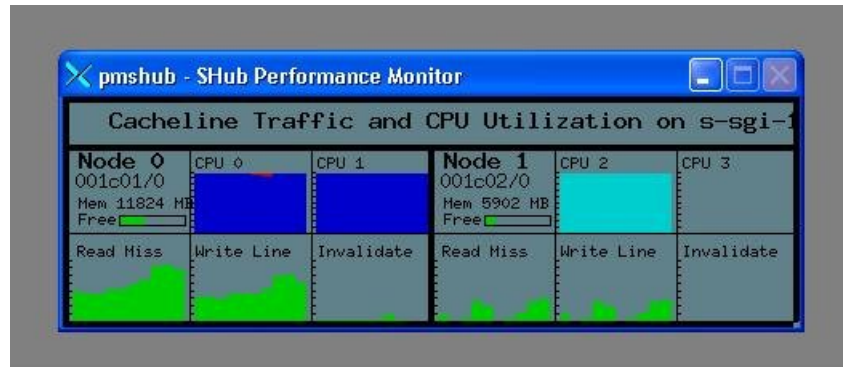 pmshub - SHub Performance Monitor
Cacheline Traffic and CPU Utilization on s-sgi-1
Node 0
001c01/0
Mem 11824 MB
Free
CPU 0
CPU 1
Node 1
001c02/0
Mem 5902 MB
Free
CPU 2
CPU 3
Read Miss
Write Line
Invalidate
Read Miss
Write Line
Invalidate